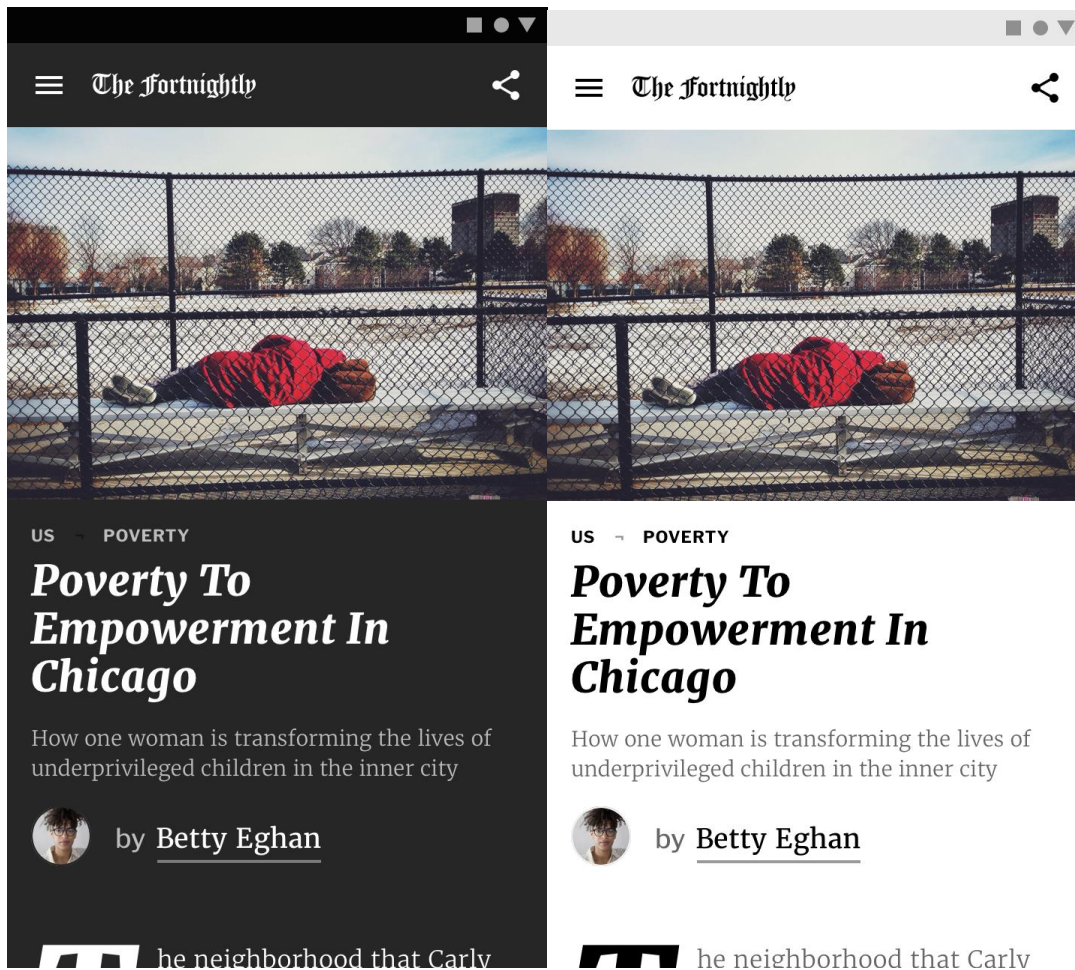 The Fortnightly
US ¬ POVERTY
Poverty To
Empowerment In
Chicago
How one woman is transforming the lives of
underprivileged children in the inner city
by Betty Eghan
The neighborhood that Carly
The Fortnightly
US ¬ POVERTY
Poverty To
Empowerment In
Chicago
How one woman is transforming the lives of
underprivileged children in the inner city
by Betty Eghan
The neighborhood that Carly